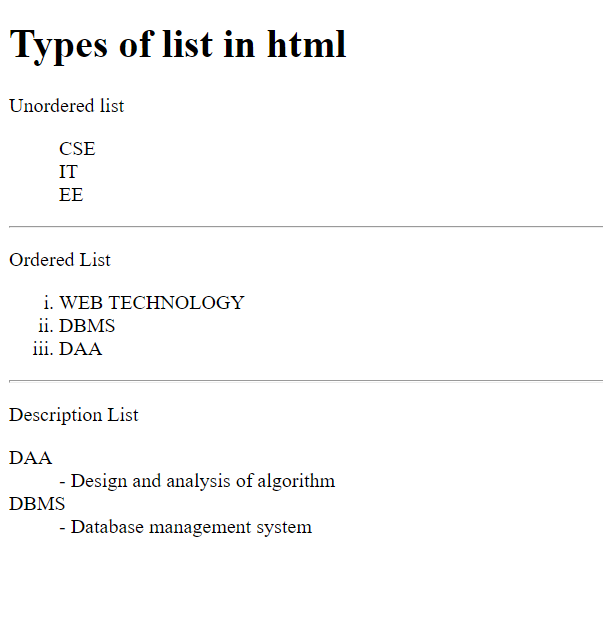 Types of list in html
Unordered list
CSE
IT
EE
Ordered List
i. WEB TECHNOLOGY
ii. DBMS
iii. DAA
Description List
DAA
- Design and analysis of algorithm
DBMS
- Database management system